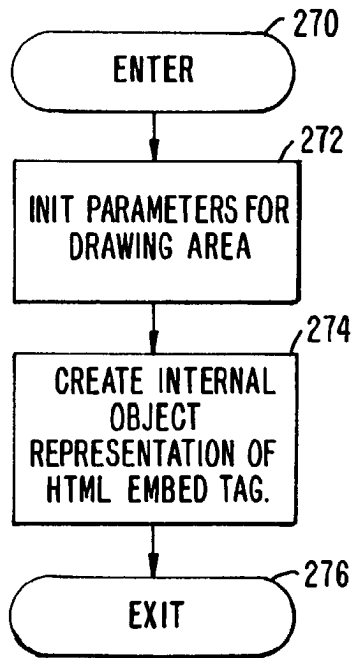 270
ENTER
272
INIT PARAMETERS FOR
DRAWING AREA
274
CREATE INTERNAL
OBJECT
REPRESENTATION OF
HTML EMBED TAG.
276
EXIT